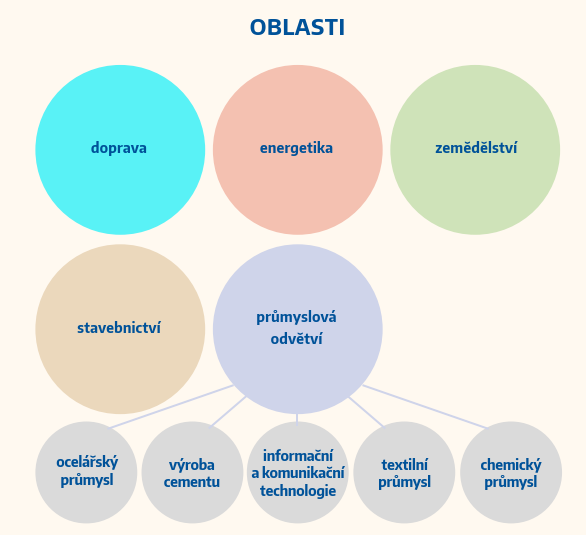 OBLASTI
doprava
energetika
zemědělství
stavebnictví
průmyslová
odvětví
ocelářský
průmysl
výroba
cementu
informační
a komunikační
technologie
textilní
průmysl
chemický
průmysl